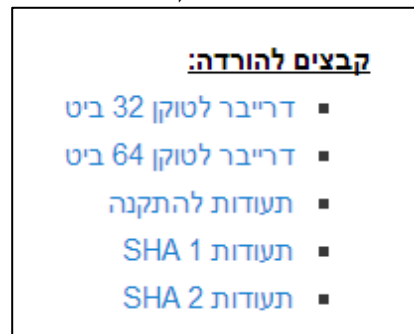 קבצים להורדה:
דרייבר לטוקן 32 ביט
דרייבר לטוקן 64 ביט
תעודות להתקנה
תעודות SHA 1
תעודות SHA 2